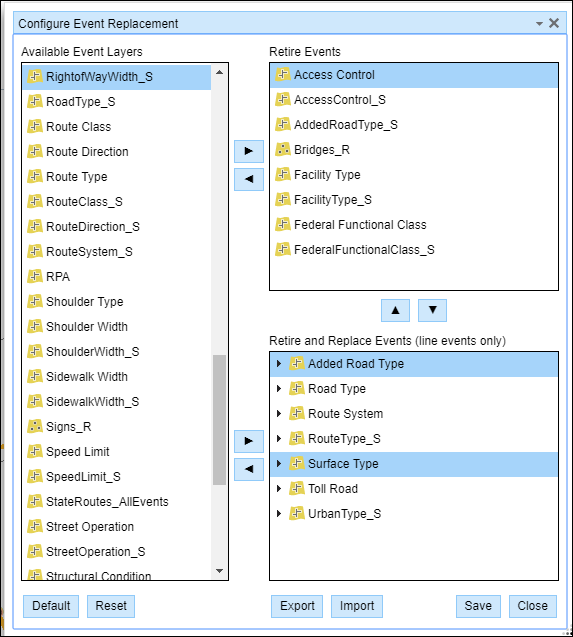 Configure Event Replacement
Available Event Layers
RightofWayWidth_S
RoadType_S
Route Class
Route Direction
Route Type
RouteClass_S
RouteDirection_S
RouteSystem_S
RPA
Shoulder Type
Shoulder Width
ShoulderWidth_S
Sidewalk Width
SidewalkWidth_S
Signs_R
Speed Limit
SpeedLimit_S
StateRoutes_AllEvents
Street Operation
StreetOperation_S
Structural Condition
Retire Events
Access Control
AccessControl_S
AddedRoadType_S
Bridges_R
Facility Type
FacilityType_S
Federal Functional Class
FederalFunctionalClass_S
Retire and Replace Events (line events only)
Added Road Type
Road Type
Route System
RouteType_S
Surface Type
Toll Road
UrbanType_S
Default
Reset
Export
Import
Save
Close